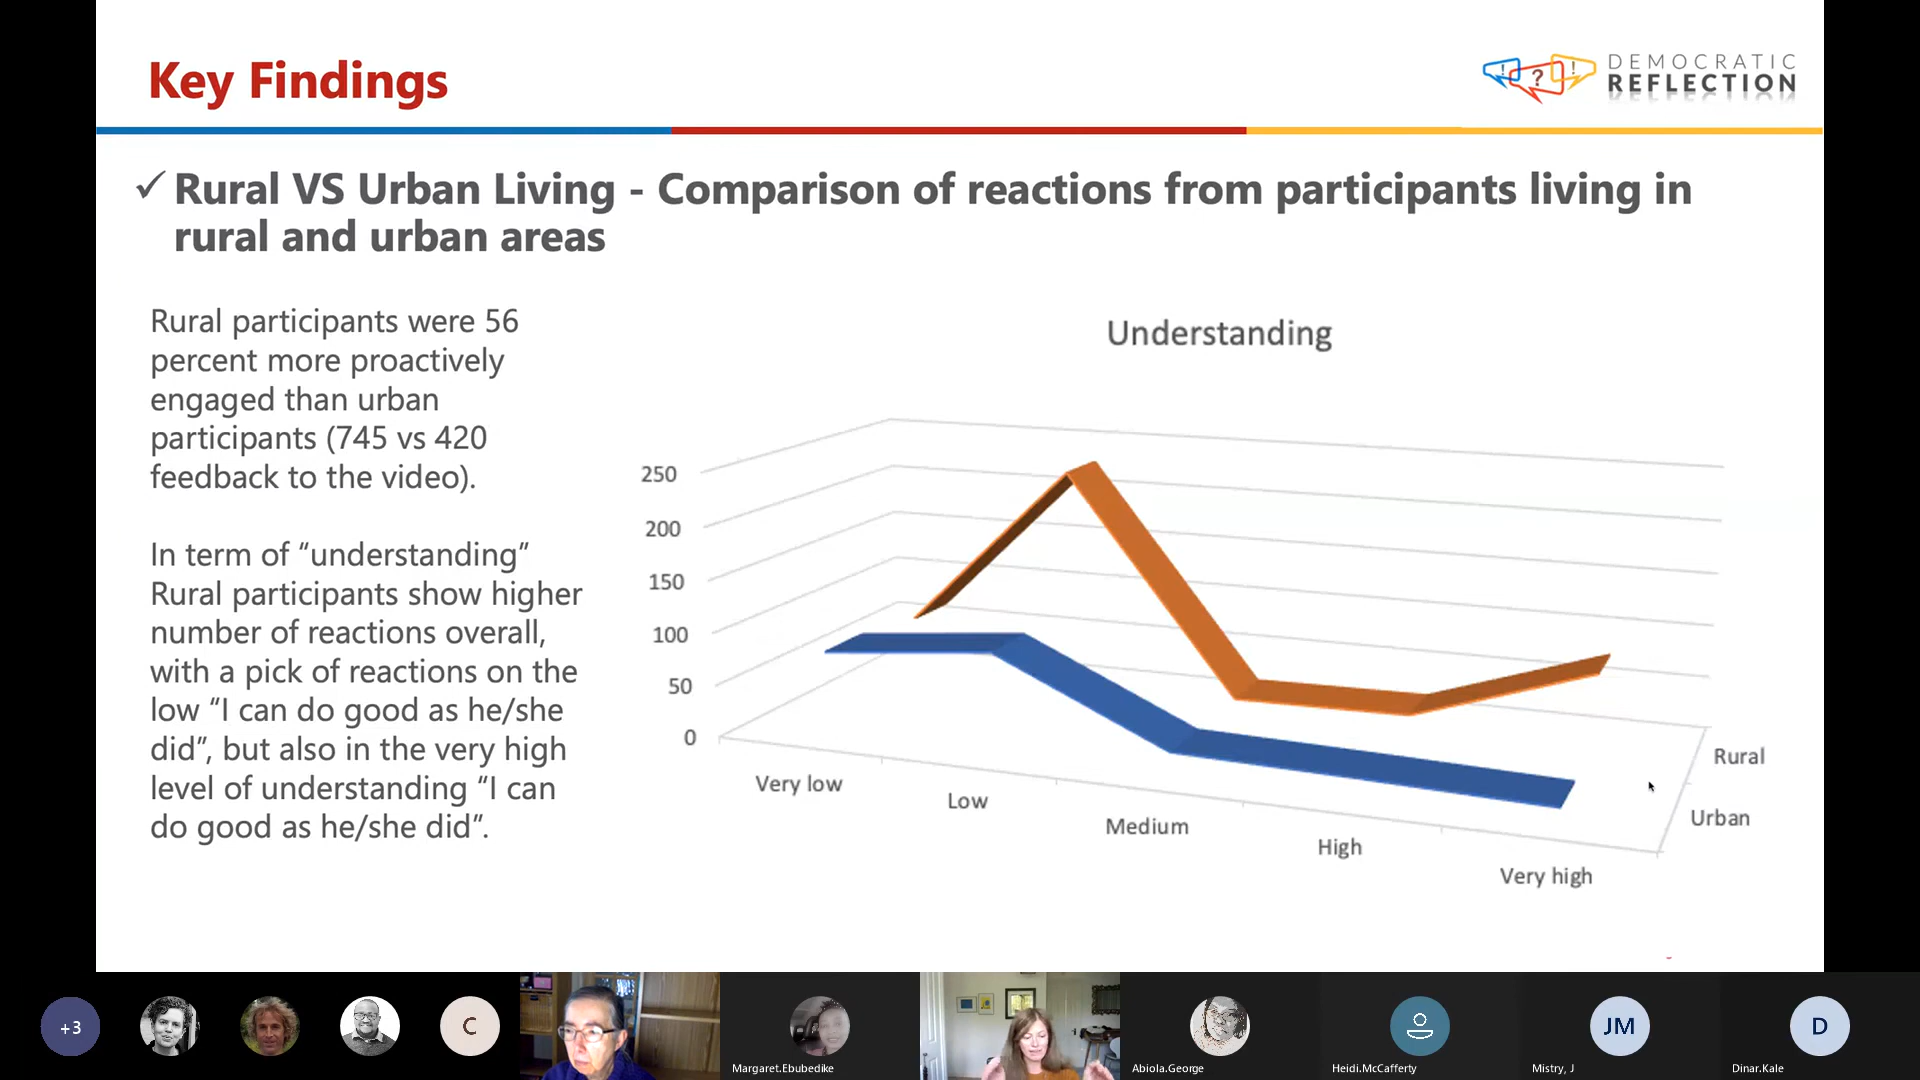 Key Findings
! ? !
DEMOCRATIC
REFLECTION
✓ Rural VS Urban Living - Comparison of reactions from participants living in
rural and urban areas
Rural participants were 56
percent more proactively
engaged than urban
participants (745 vs 420
feedback to the video).
In term of “understanding”
Rural participants show higher
number of reactions overall,
with a pick of reactions on the
low “I can do good as he/she
did”, but also in the very high
level of understanding “I can
do good as he/she did”.
Understanding
250
200
150
100
50
0
Very low
Low
Medium
High
Very high
Rural
Urban
+3
C
JM
D
Margaret.Ebubedike
Abiola.George
Heidi.McCafferty
Mistry, J
Dinar.Kale